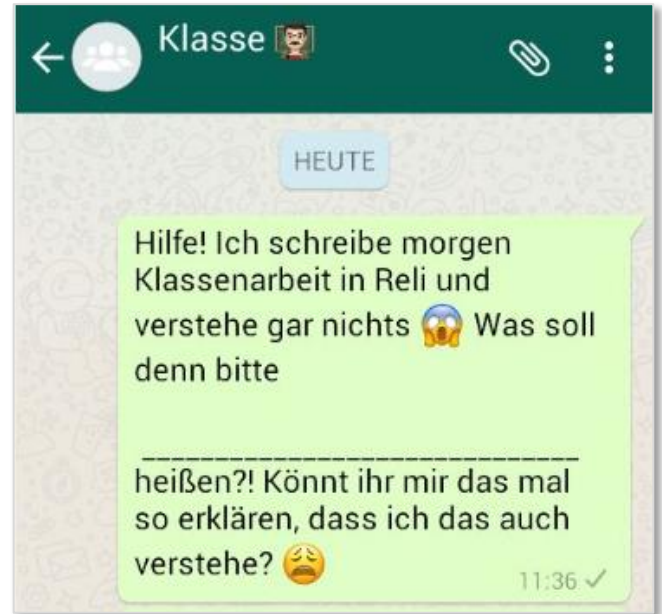 Klasse
HEUTE
Hilfe! Ich schreibe morgen
Klassenarbeit in Reli und
verstehe gar nichts 😱 Was soll
denn bitte
______________________________
heißen?! Könnt ihr mir das mal
so erklären, dass ich das auch
verstehe? 😩
11:36